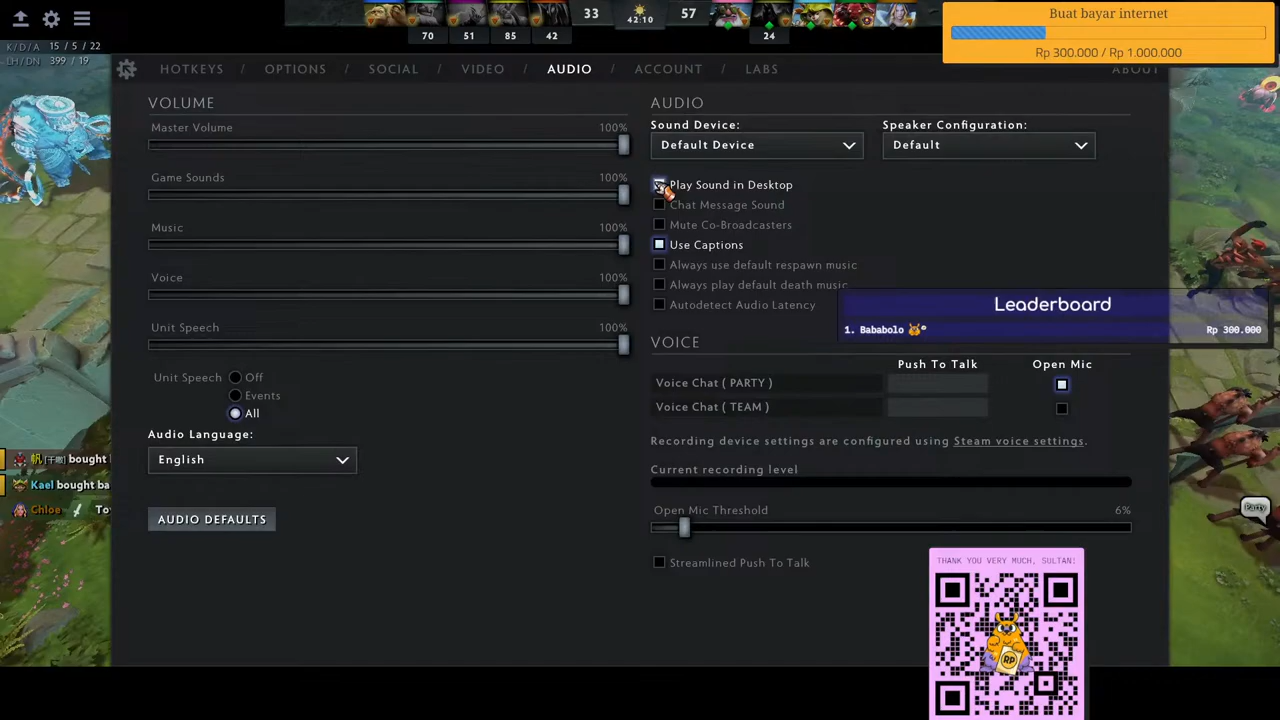 33
42:10
57
70
51
85
42
24
Buat bayar internet
Rp 300.000 / Rp 1.000.000
K/D/A 15 / 5 / 22
LH/DN 399 / 19
HOTKEYS / OPTIONS / SOCIAL / VIDEO / AUDIO / ACCOUNT / LABS
ABOUT
VOLUME
Master Volume 100%
Game Sounds 100%
Music 100%
Voice 100%
Unit Speech 100%
Unit Speech Off
Events
All
Audio Language:
English
AUDIO DEFAULTS
AUDIO
Sound Device: Speaker Configuration:
Default Device Default
Play Sound in Desktop
Chat Message Sound
Mute Co-Broadcasters
Use Captions
Always use default respawn music
Always play default death music
Autodetect Audio Latency
Leaderboard
1. Bababolo Rp 300.000
VOICE
Push To Talk Open Mic
Voice Chat ( PARTY )
Voice Chat ( TEAM )
Recording device settings are configured using Steam voice settings.
Current recording level
Open Mic Threshold 6%
Streamlined Push To Talk
bought
Kael bought ba
Chloe To
Party
THANK YOU VERY MUCH, SULTAN!
RP